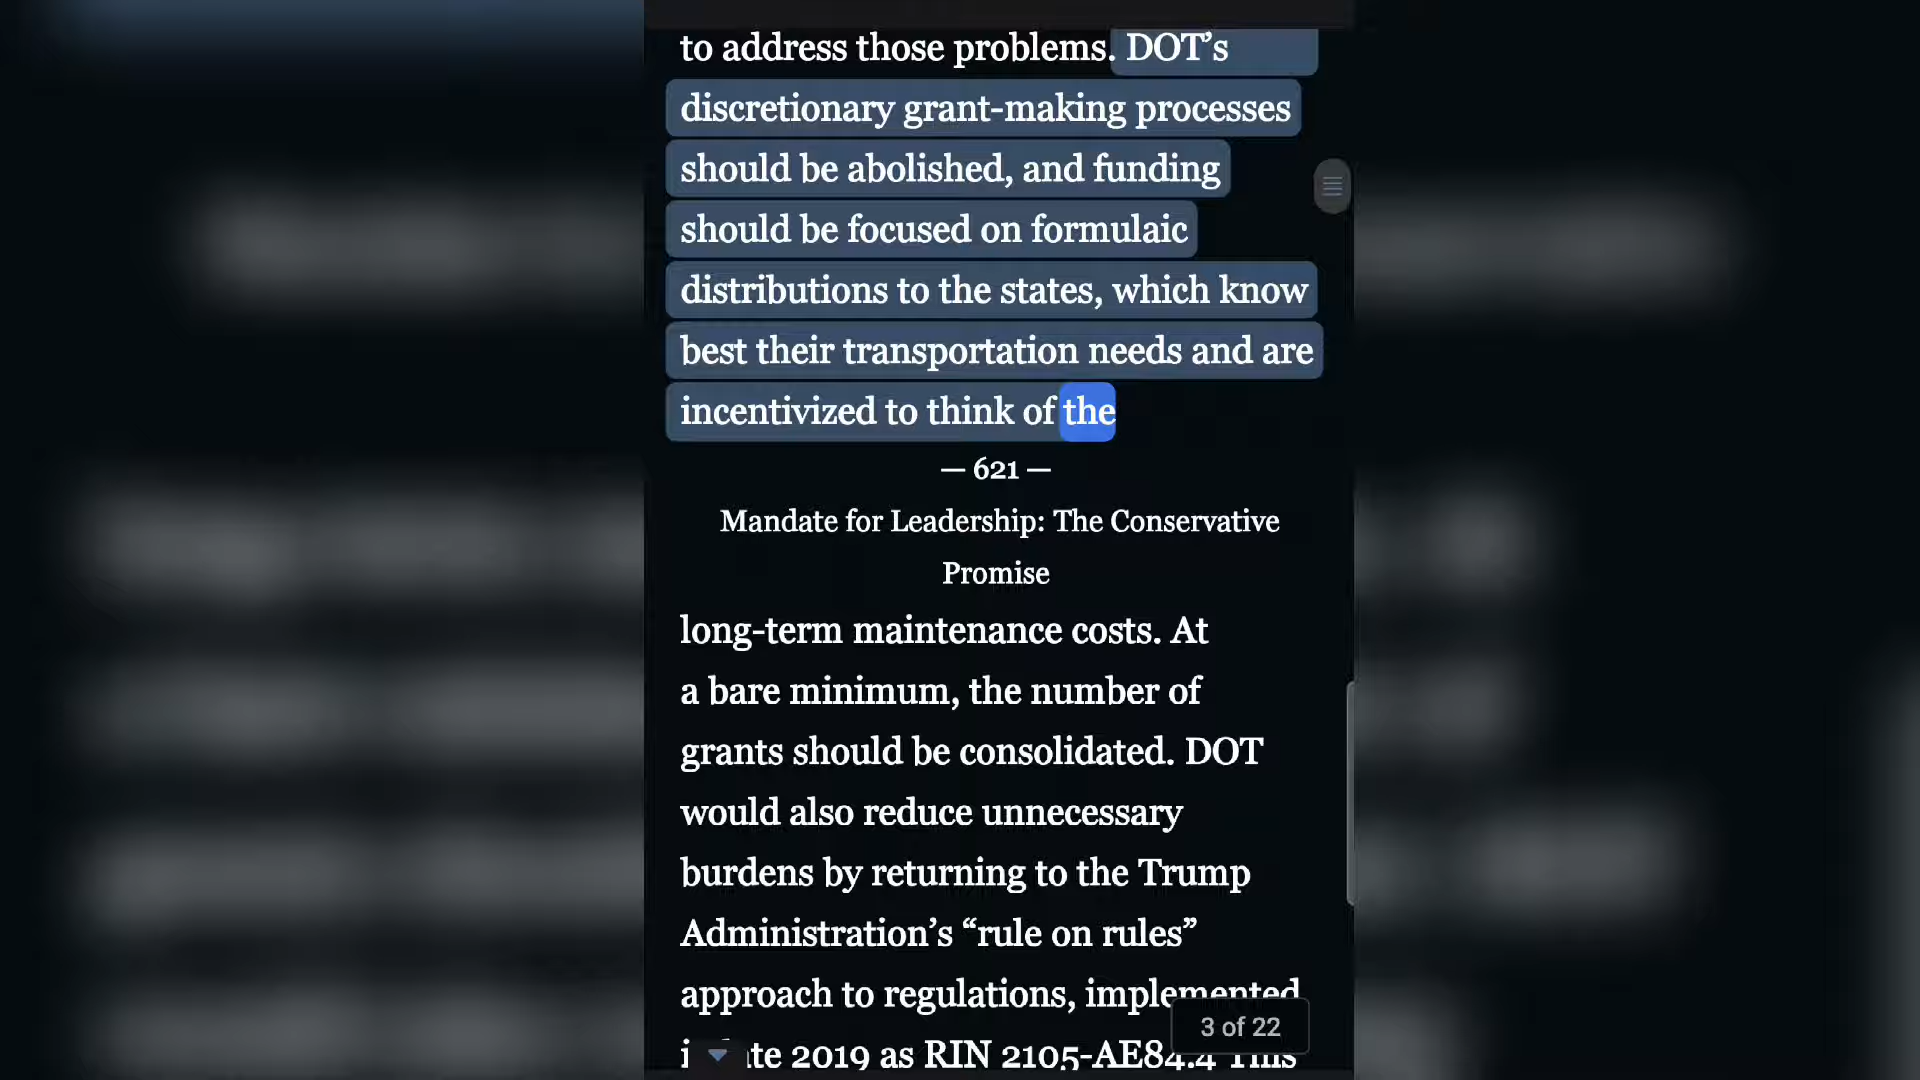 to address those problems. DOT’s
discretionary grant-making processes
should be abolished, and funding
should be focused on formulaic
distributions to the states, which know
best their transportation needs and are
incentivized to think of the
— 621 —
Mandate for Leadership: The Conservative
Promise
long-term maintenance costs. At
a bare minimum, the number of
grants should be consolidated. DOT
would also reduce unnecessary
burdens by returning to the Trump
Administration’s “rule on rules”
approach to regulations, implemented
2019 as RIN 2105-AE84.4 This
3 of 22